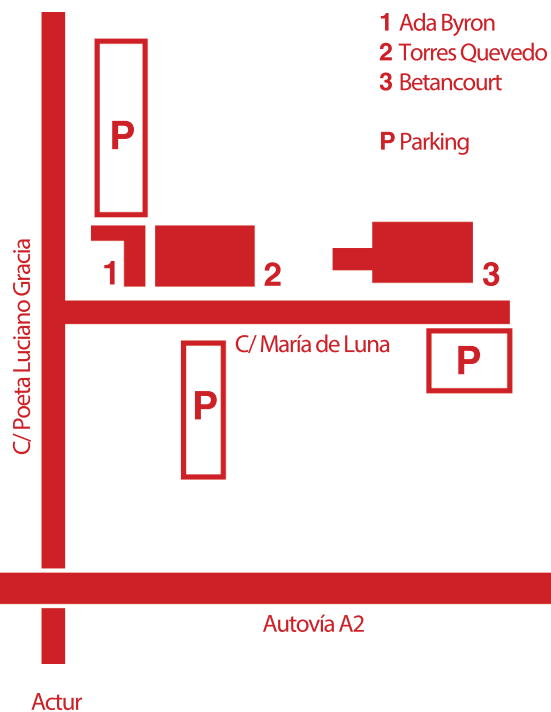 1 Ada Byron
2 Torres Quevedo
3 Betancourt
P Parking
P
1
2
3
C/ Poeta Luciano Gracia
C/ María de Luna
P
P
Autovía A2
Actur